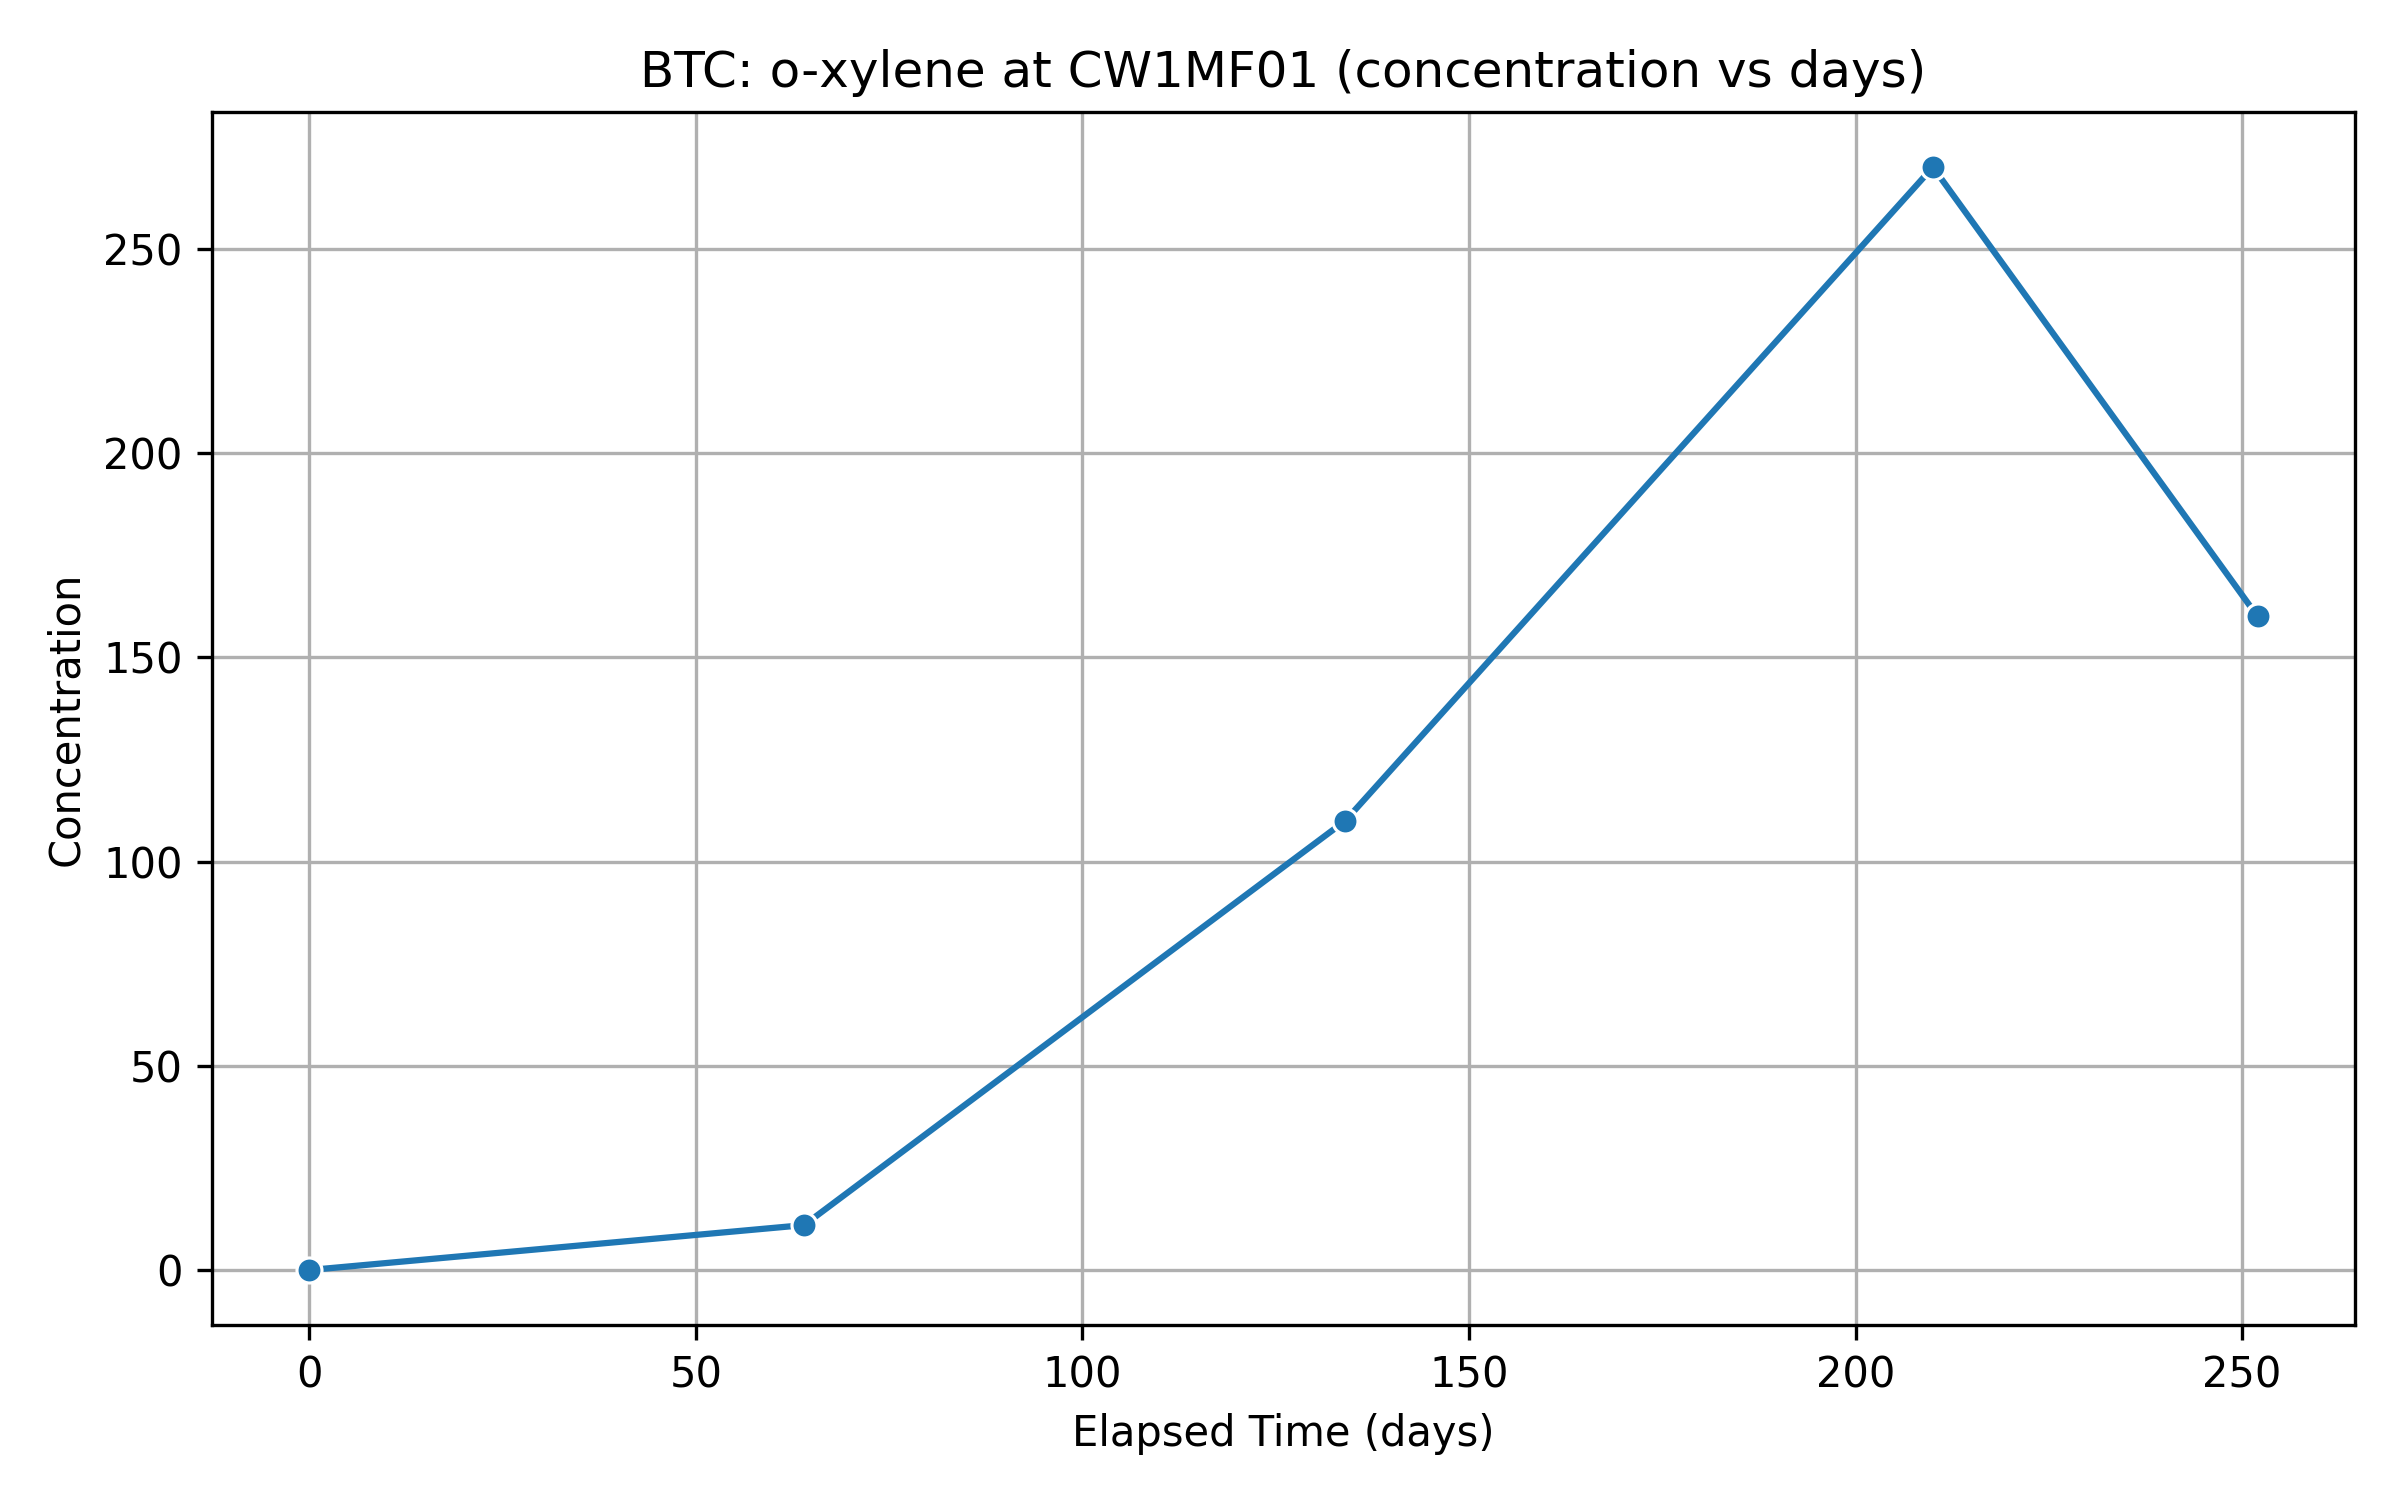 BTC: o-xylene at CW1MF01 (concentration vs days)
250
200
150
100
50
0
Concentration
0 50 100 150 200 250
Elapsed Time (days)